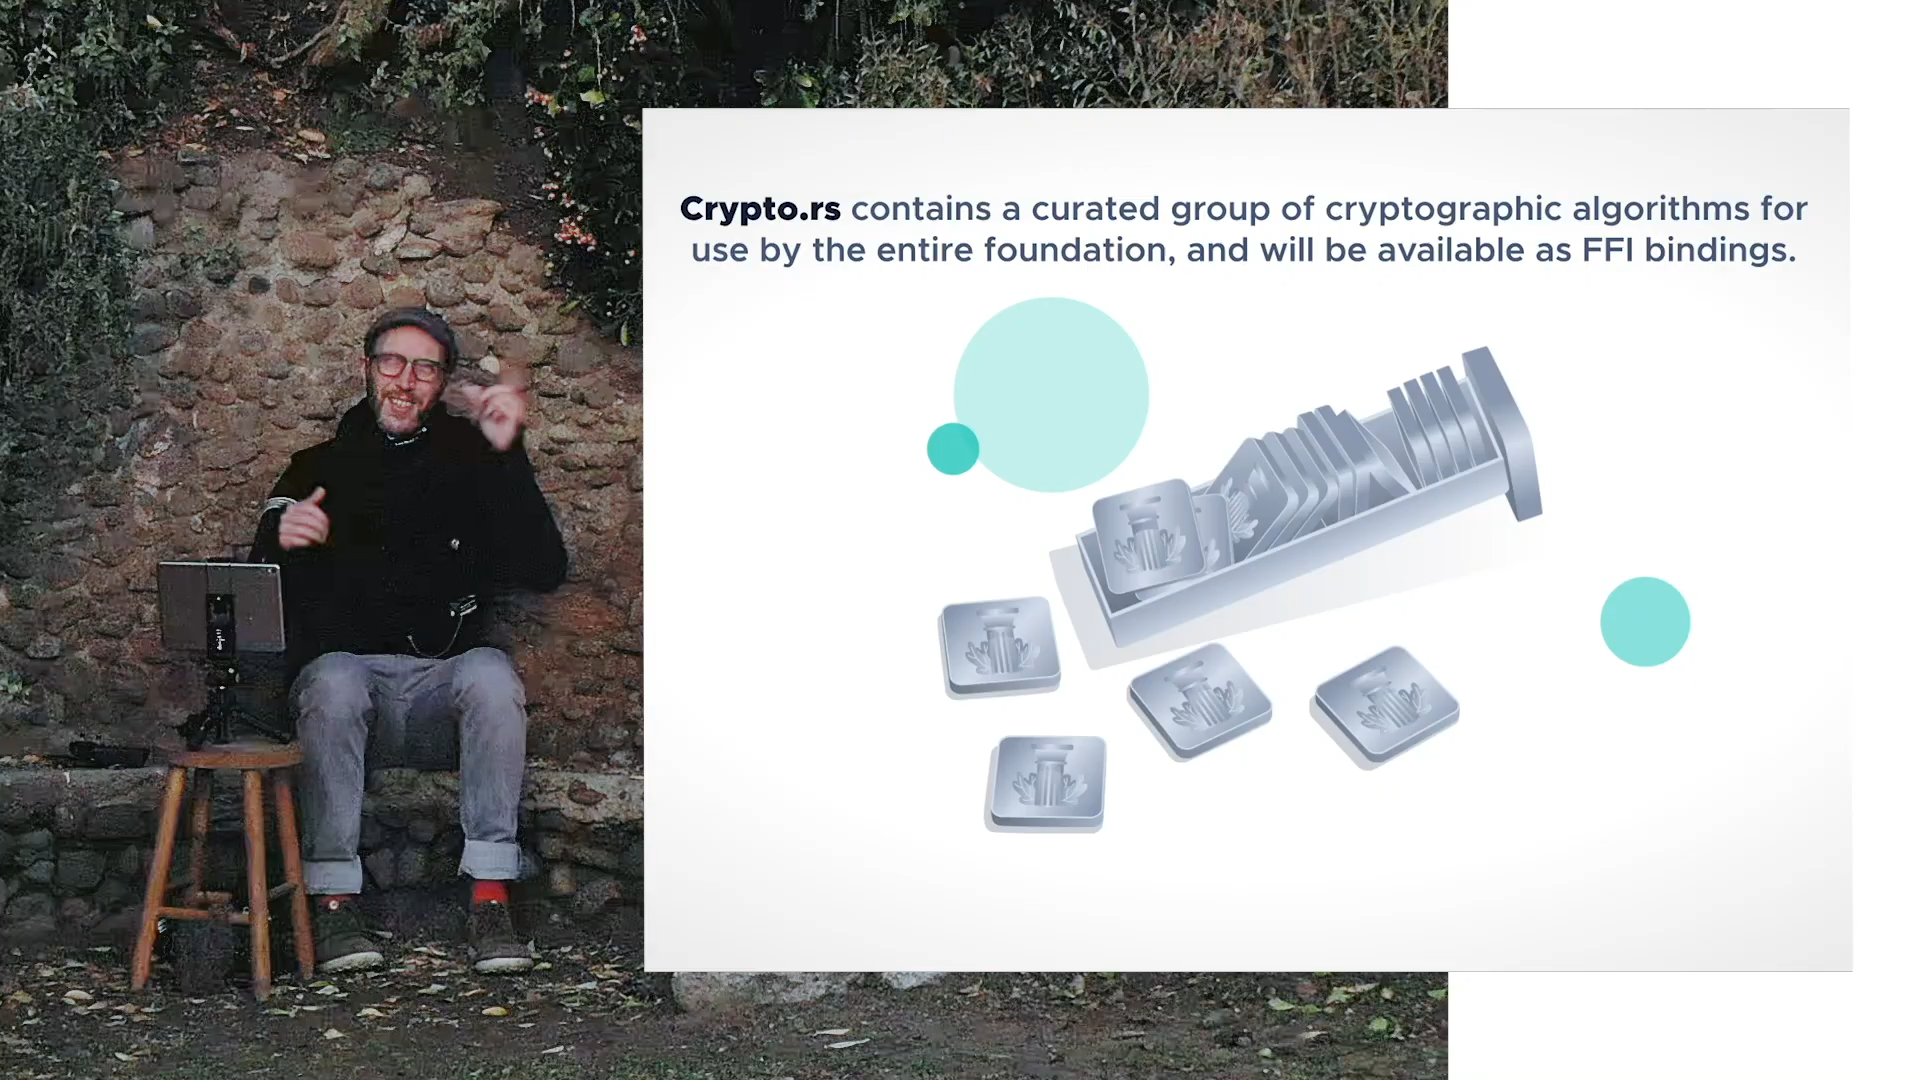 Crypto.rs contains a curated group of cryptographic algorithms for
use by the entire foundation, and will be available as FFI bindings.